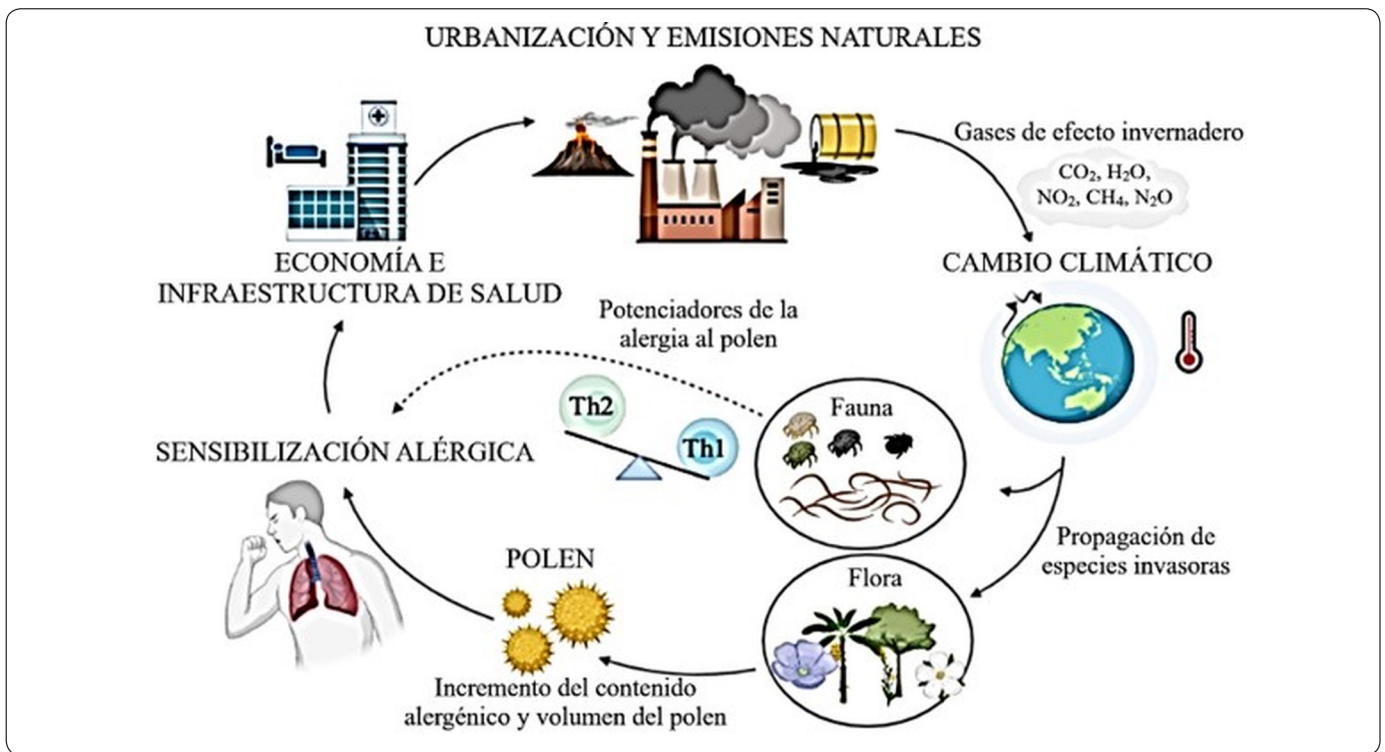 URBANIZACIÓN Y EMISIONES NATURALES
Gases de efecto invernadero
CO₂, H₂O,
NO₂, CH₄, N₂O
CAMBIO CLIMÁTICO
ECONOMÍA E
INFRAESTRUCTURA DE SALUD
Potenciadores de la
alergia al polen
Th2
Th1
Fauna
SENSIBILIZACIÓN ALÉRGICA
Propagación de
especies invasoras
POLEN
Flora
Incremento del contenido
alergénico y volumen del polen